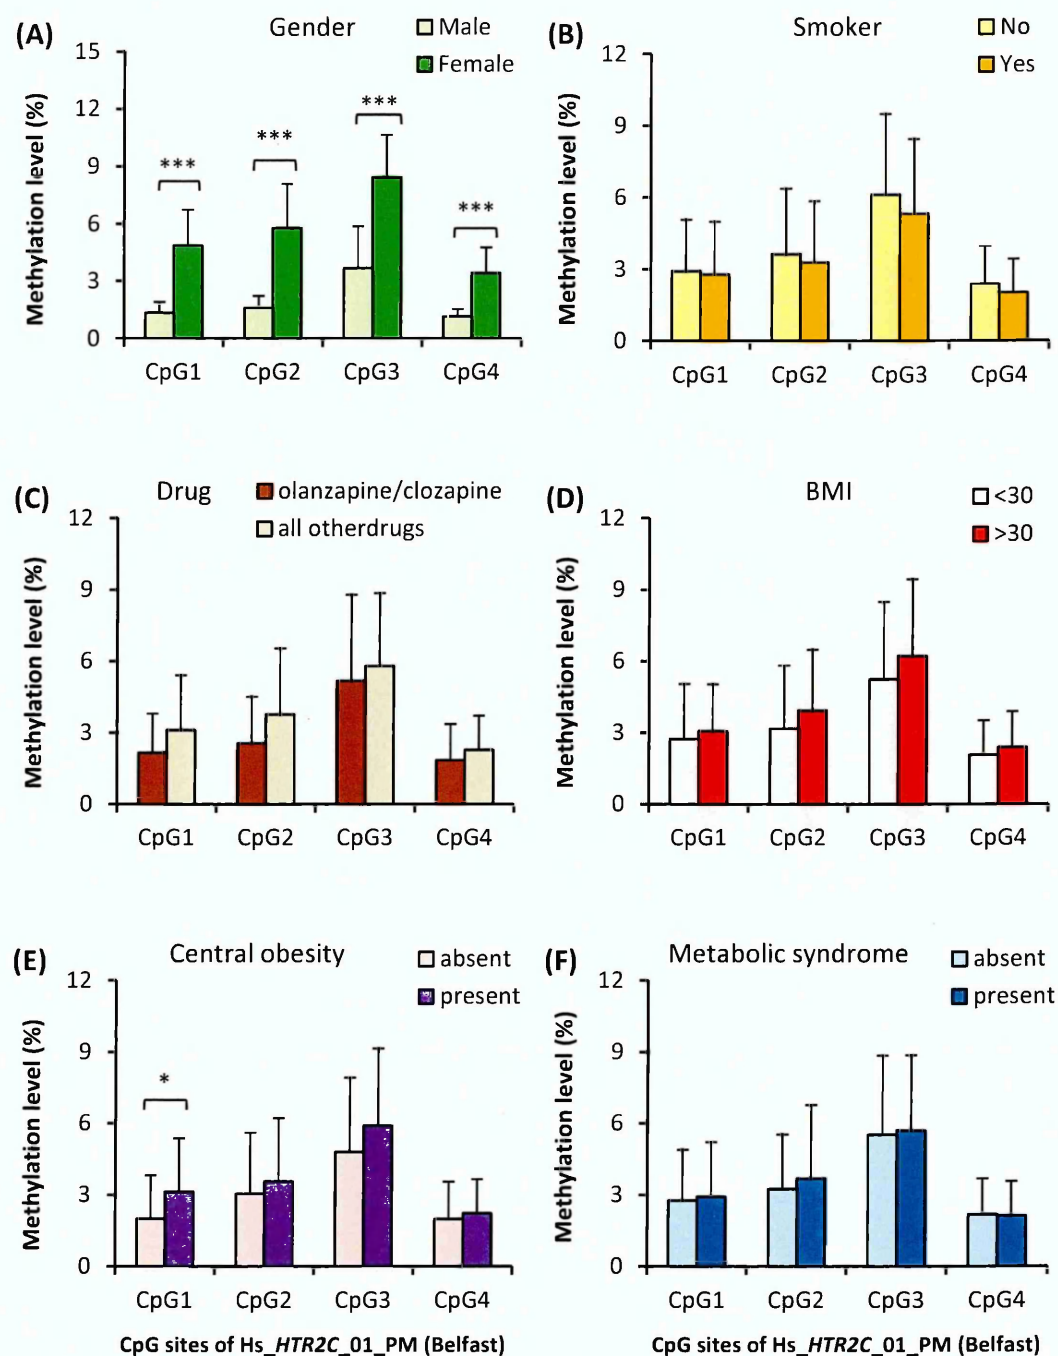 (A) Gender Male
Female
15
12
9
6
3
0
Methylation level (%)
***
***
***
***
CpG1 CpG2 CpG3 CpG4
(B) Smoker No
Yes
12
9
6
3
0
Methylation level (%)
CpG1 CpG2 CpG3 CpG4
(C) Drug olanzapine/clozapine
all otherdrugs
12
9
6
3
0
Methylation level (%)
CpG1 CpG2 CpG3 CpG4
(D) BMI <30
>30
12
9
6
3
0
Methylation level (%)
CpG1 CpG2 CpG3 CpG4
(E) Central obesity absent
present
12
9
6
3
0
Methylation level (%)
*
CpG1 CpG2 CpG3 CpG4
CpG sites of Hs_HTR2C_01_PM (Belfast)
(F) Metabolic syndrome absent
present
12
9
6
3
0
Methylation level (%)
CpG1 CpG2 CpG3 CpG4
CpG sites of Hs_HTR2C_01_PM (Belfast)